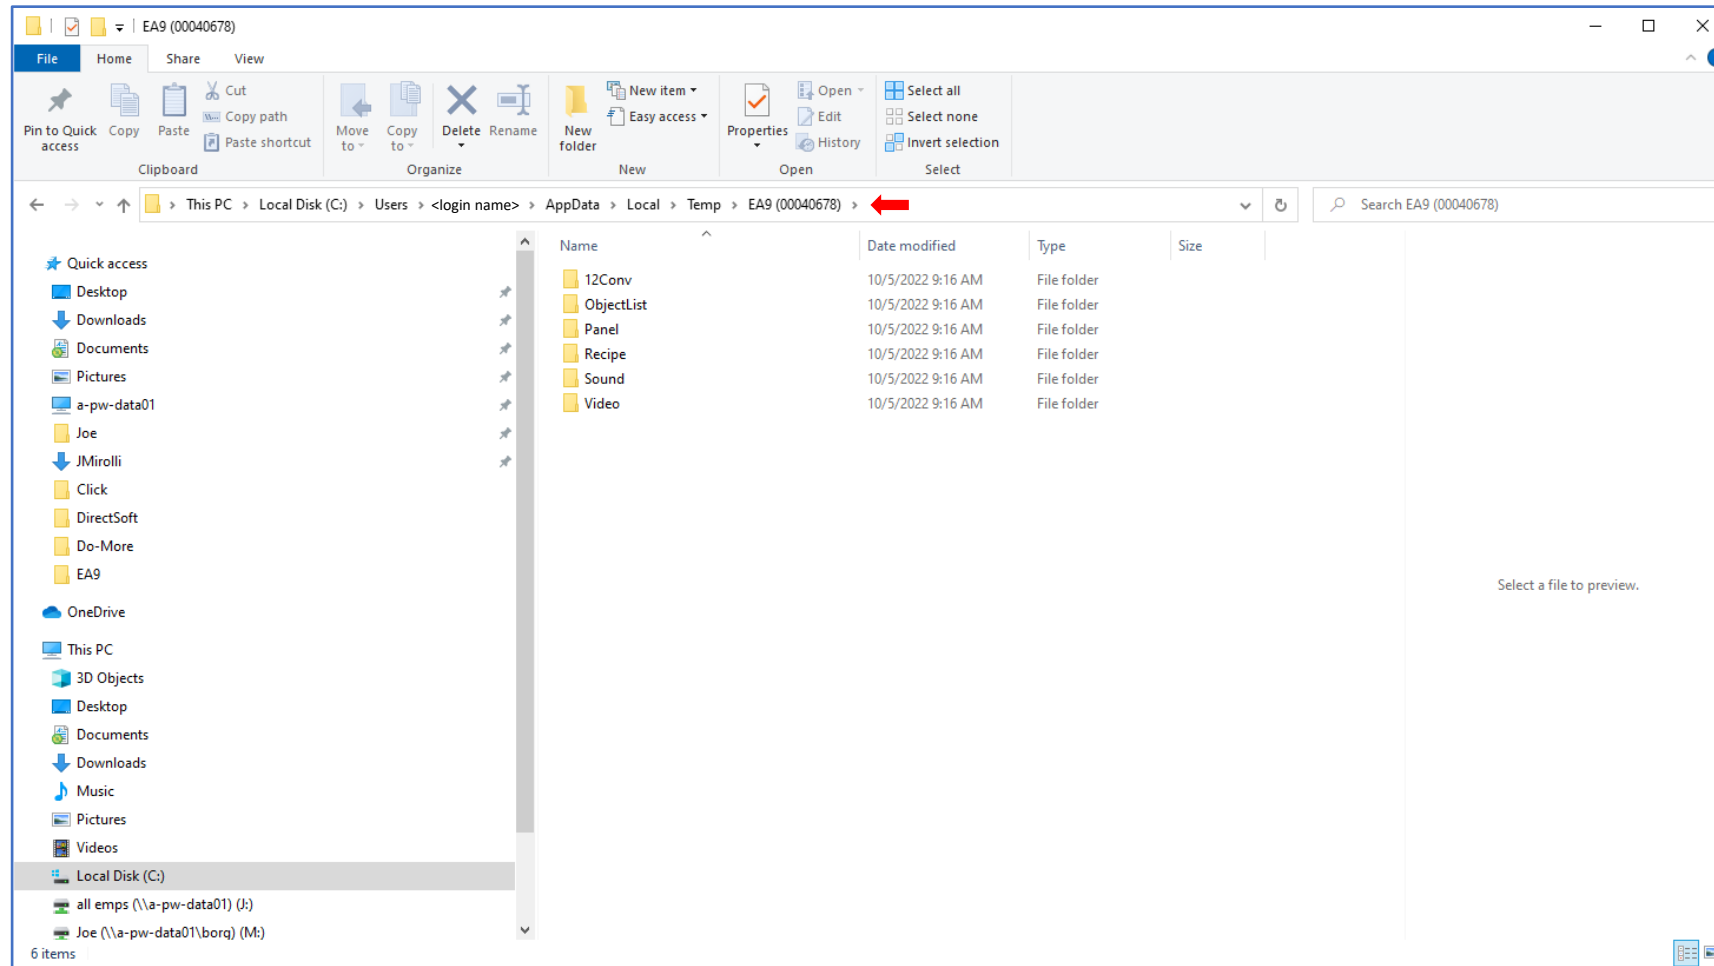 EA9 (00040678)
File Home Share View
Pin to Quick access
Copy
Paste
Cut
Copy path
Paste shortcut
Clipboard
Move to
Copy to
Delete
Rename
Organize
New folder
New item
Easy access
New
Properties
Open
Edit
History
Open
Select all
Select none
Invert selection
Select
This PC > Local Disk (C:) > Users > <login name> > AppData > Local > Temp > EA9 (00040678) >
Search EA9 (00040678)
Quick access
Desktop
Downloads
Documents
Pictures
a-pw-data01
Joe
JMirolli
Click
DirectSoft
Do-More
EA9
OneDrive
This PC
3D Objects
Desktop
Documents
Downloads
Music
Pictures
Videos
Local Disk (C:)
all emps (\\a-pw-data01) (J:)
Joe (\\a-pw-data01\borg) (M:)
Name Date modified Type Size
12Conv 10/5/2022 9:16 AM File folder
ObjectList 10/5/2022 9:16 AM File folder
Panel 10/5/2022 9:16 AM File folder
Recipe 10/5/2022 9:16 AM File folder
Sound 10/5/2022 9:16 AM File folder
Video 10/5/2022 9:16 AM File folder
Select a file to preview.
6 items